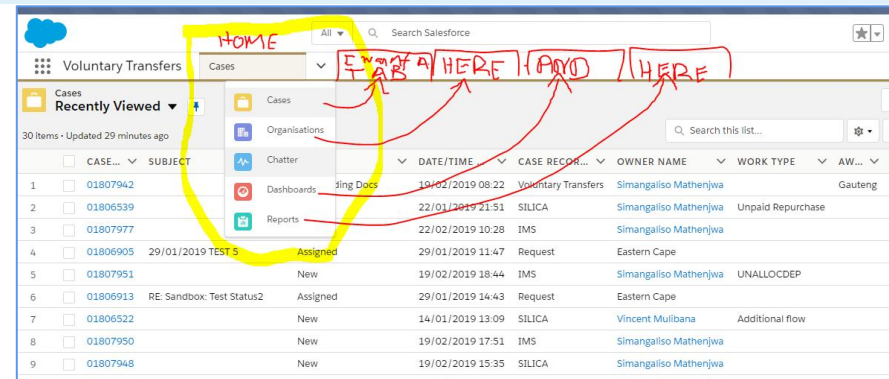 HOME All Search Salesforce
Voluntary Transfers Cases I want A TAB HERE AND HERE
Cases
Recently Viewed
30 items • Updated 29 minutes ago Search this list...
Cases
Organisations
Chatter
Dashboards
Reports
CASE... SUBJECT DATE/TIME ... CASE RECOR... OWNER NAME WORK TYPE AW...
1 01807942 ding Docs 19/02/2019 08:22 Voluntary Transfers Simangaliso Mathenjwa Gauteng
2 01806539 22/01/2019 21:51 SILICA Simangaliso Mathenjwa Unpaid Repurchase
3 01807977 22/02/2019 10:28 IMS Simangaliso Mathenjwa
4 01806905 29/01/2019 TEST 5 Assigned 29/01/2019 11:47 Request Eastern Cape
5 01807951 New 19/02/2019 18:44 IMS Simangaliso Mathenjwa UNALLOCDEP
6 01806913 RE: Sandbox: Test Status2 Assigned 29/01/2019 14:43 Request Eastern Cape
7 01806522 New 14/01/2019 13:09 SILICA Vincent Mulibana Additional flow
8 01807950 New 19/02/2019 17:51 IMS Simangaliso Mathenjwa
9 01807948 New 19/02/2019 15:35 SILICA Simangaliso Mathenjwa